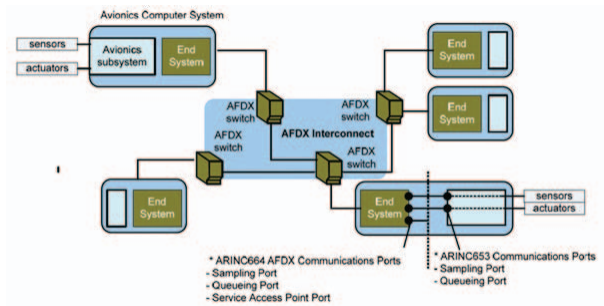 Avionics Computer System
sensors
actuators
Avionics
subsystem
End
System
End
System
End
System
AFDX
switch
AFDX
switch
AFDX Interconnect
AFDX
switch
AFDX
switch
End
System
End
System
sensors
actuators
* ARINC664 AFDX Communications Ports
- Sampling Port
- Queueing Port
- Service Access Point Port
* ARINC653 Communications Ports
- Sampling Port
- Queueing Port